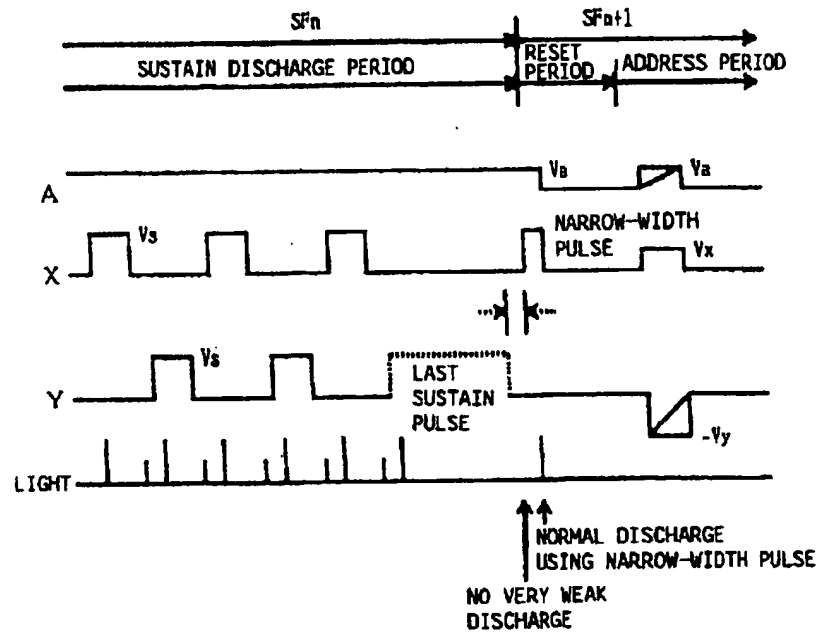 SFn
SFn+1
SUSTAIN DISCHARGE PERIOD
RESET
PERIOD
ADDRESS PERIOD
A
Va
Va
X
Vs
NARROW-WIDTH
PULSE
Vx
Y
Vs
LAST
SUSTAIN
PULSE
-Vy
LIGHT
NORMAL DISCHARGE
USING NARROW-WIDTH PULSE
NO VERY WEAK
DISCHARGE